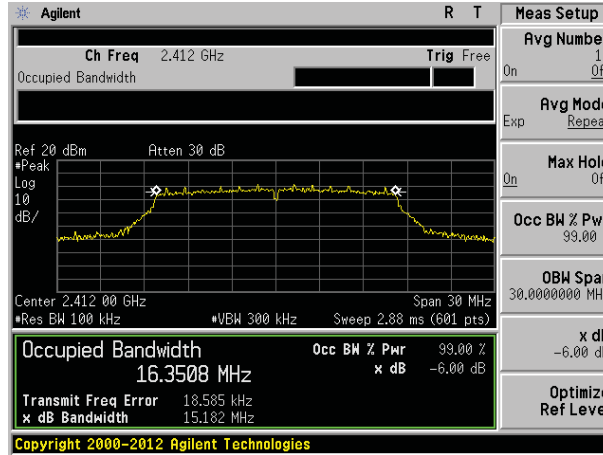 Agilent R T
Ch Freq 2.412 GHz Trig Free
Occupied Bandwidth
Ref 20 dBm Atten 30 dB
#Peak
Log
10
dB/
Center 2.412 00 GHz Span 30 MHz
#Res BW 100 kHz #VBW 300 kHz Sweep 2.88 ms (601 pts)
Occupied Bandwidth Occ BW % Pwr 99.00 %
16.3508 MHz x dB -6.00 dB
Transmit Freq Error 18.585 kHz
x dB Bandwidth 15.182 MHz
Copyright 2000-2012 Agilent Technologies
Meas Setup
Avg Numbe
1
On Of
Avg Mod
Exp Repea
Max Hol
On Of
Occ BW % Pw
99.00
OBW Spa
30.0000000 MH
x d
-6.00 d
Optimiz
Ref Leve